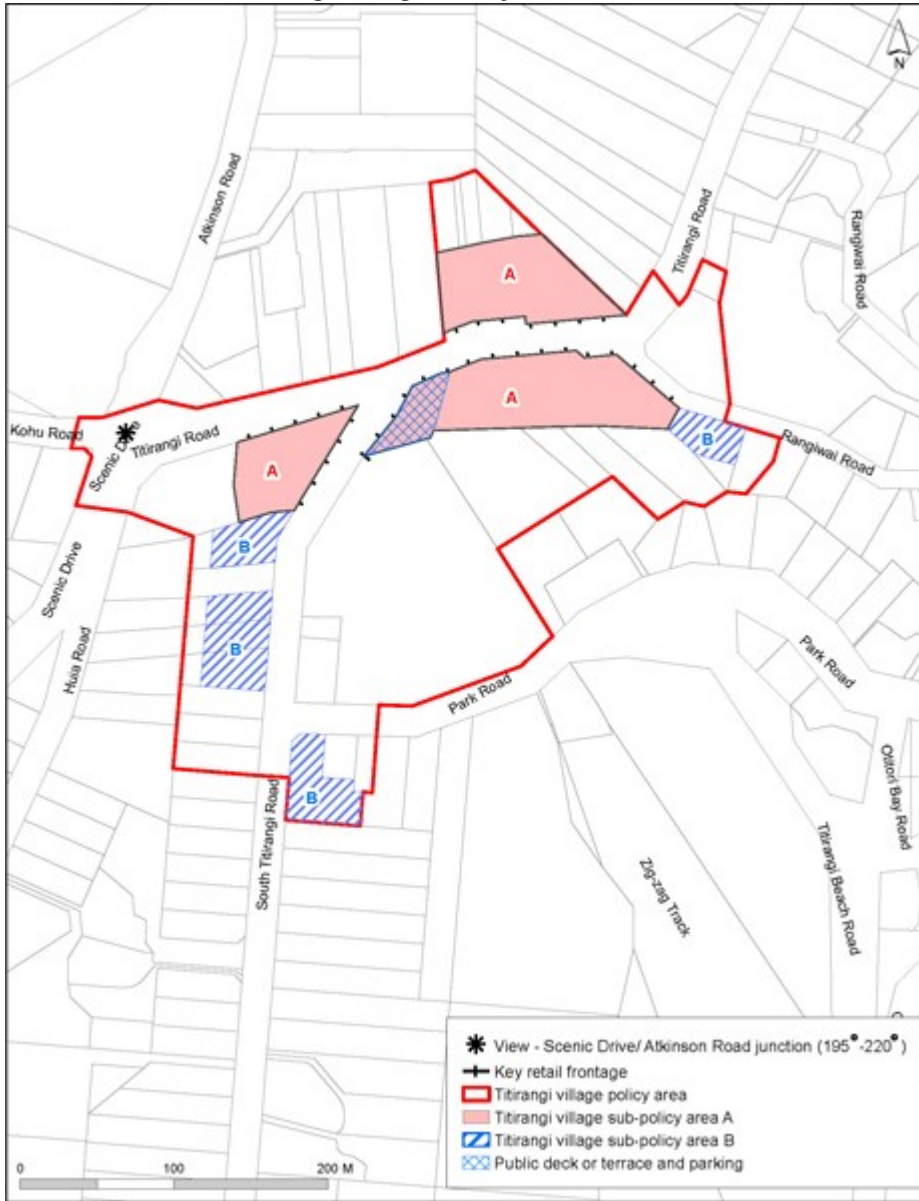 N
Atkinson Road
Titirangi Road
Rangiwai Road
A
A
Kohu Road
Scenic Drive
Titirangi Road
A
B
Rangiwai Road
B
Scenic Drive
Huia Road
B
Park Road
Park Road
B
South Titirangi Road
Zig-zag Track
Titirangi Beach Road
Otitori Bay Road
View - Scenic Drive/ Atkinson Road junction (195°-220°)
Key retail frontage
Titirangi village policy area
Titirangi village sub-policy area A
Titirangi village sub-policy area B
Public deck or terrace and parking
0 100 200 M